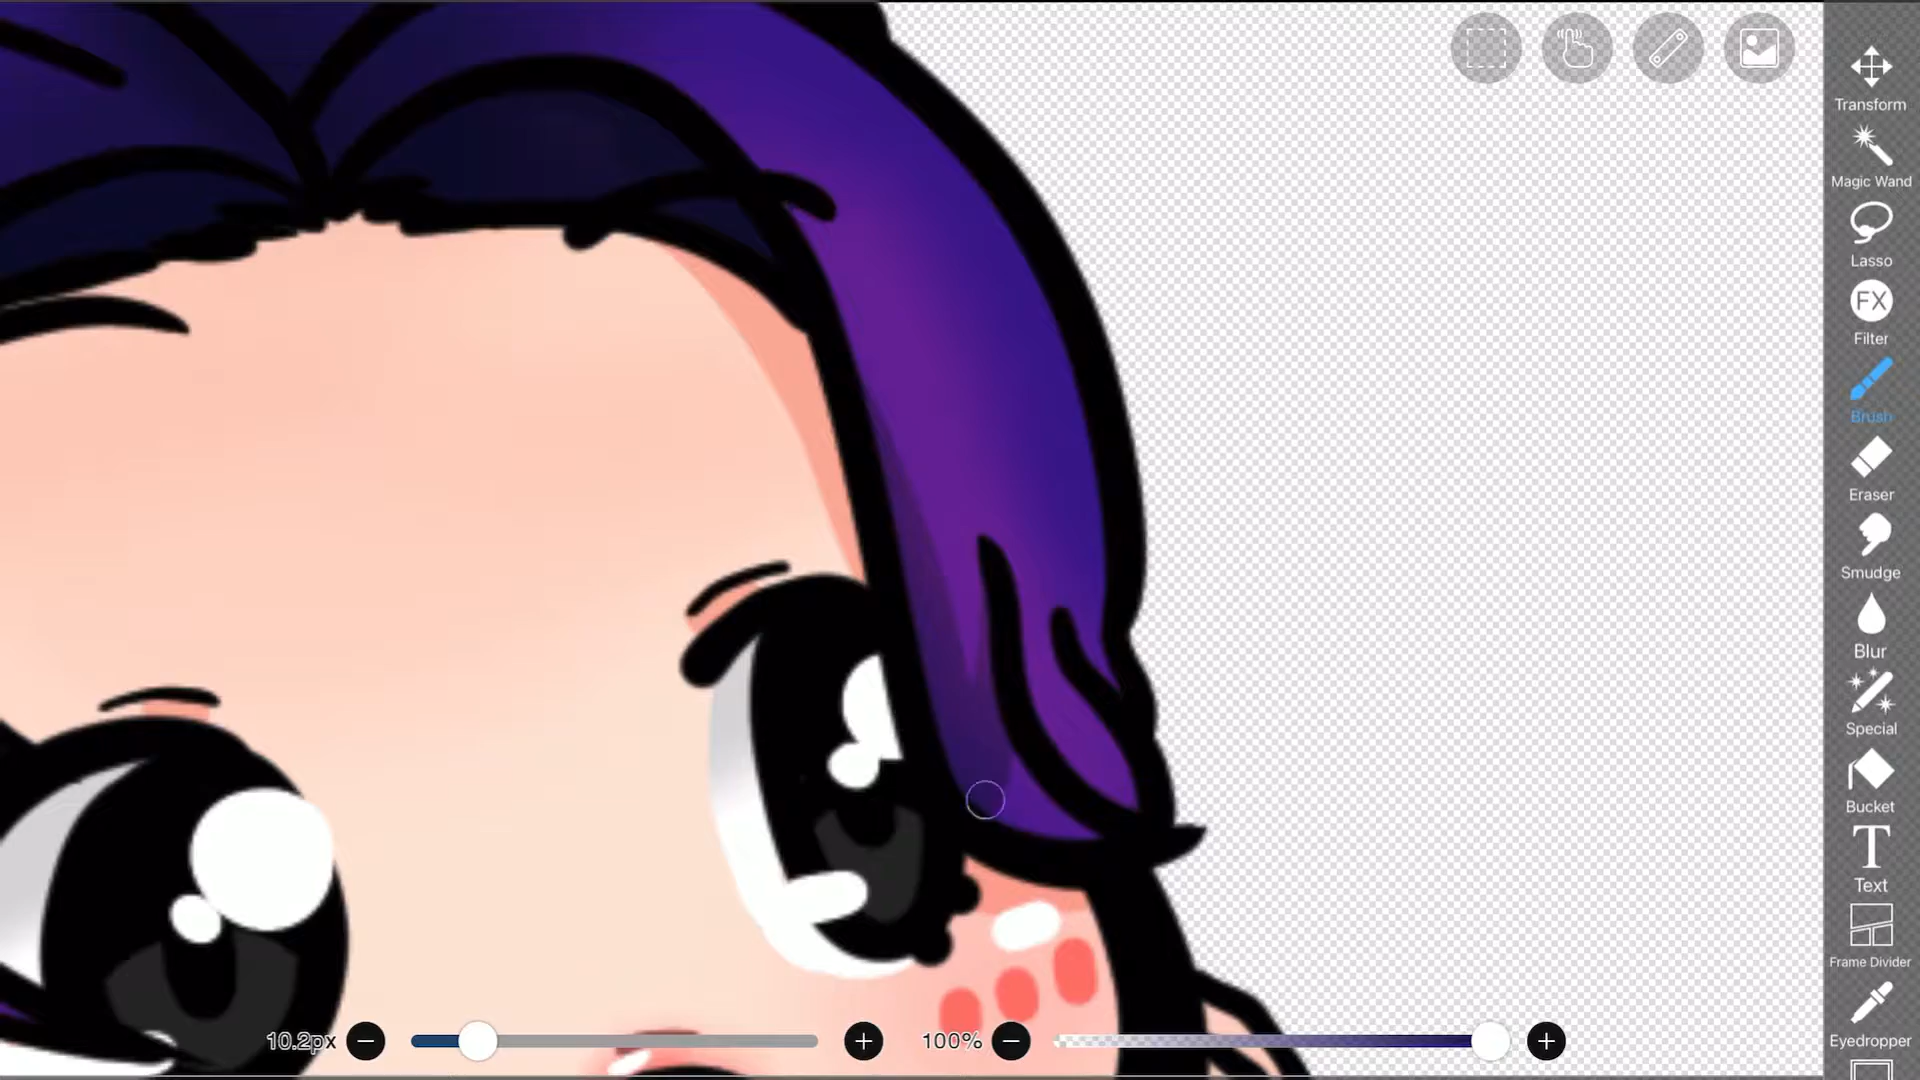 Transform
Magic Wand
Lasso
FX
Filter
Brush
Eraser
Smudge
Blur
Special
Bucket
T
Text
Frame Divider
Eyedropper
10.2px
100%